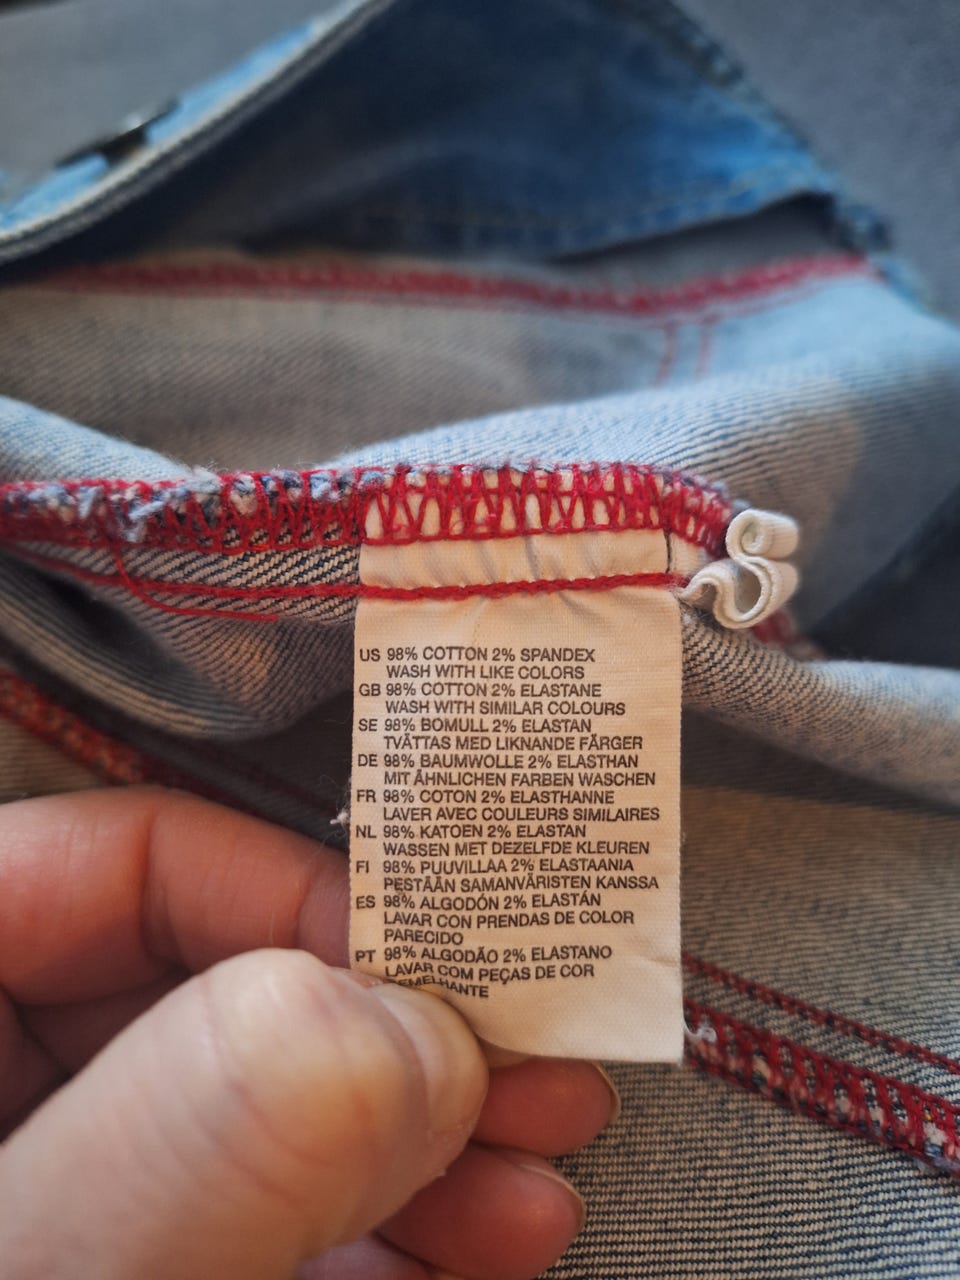 US 98% COTTON 2% SPANDEX
WASH WITH LIKE COLORS
GB 98% COTTON 2% ELASTANE
WASH WITH SIMILAR COLOURS
SE 98% BOMULL 2% ELASTAN
TVÄTTAS MED LIKNANDE FÄRGER
DE 98% BAUMWOLLE 2% ELASTHAN
MIT ÄHNLICHEN FARBEN WASCHEN
FR 98% COTON 2% ELASTHANNE
LAVER AVEC COULEURS SIMILAIRES
NL 98% KATOEN 2% ELASTAN
WASSEN MET DEZELFDE KLEUREN
FI 98% PUUVILLAA 2% ELASTAANIA
PESTÄÄN SAMANVÄRISTEN KANSSA
ES 98% ALGODÓN 2% ELASTÁN
LAVAR CON PRENDAS DE COLOR
PARECIDO
PT 98% ALGODÃO 2% ELASTANO
LAVAR COM PEÇAS DE COR
SEMELHANTE